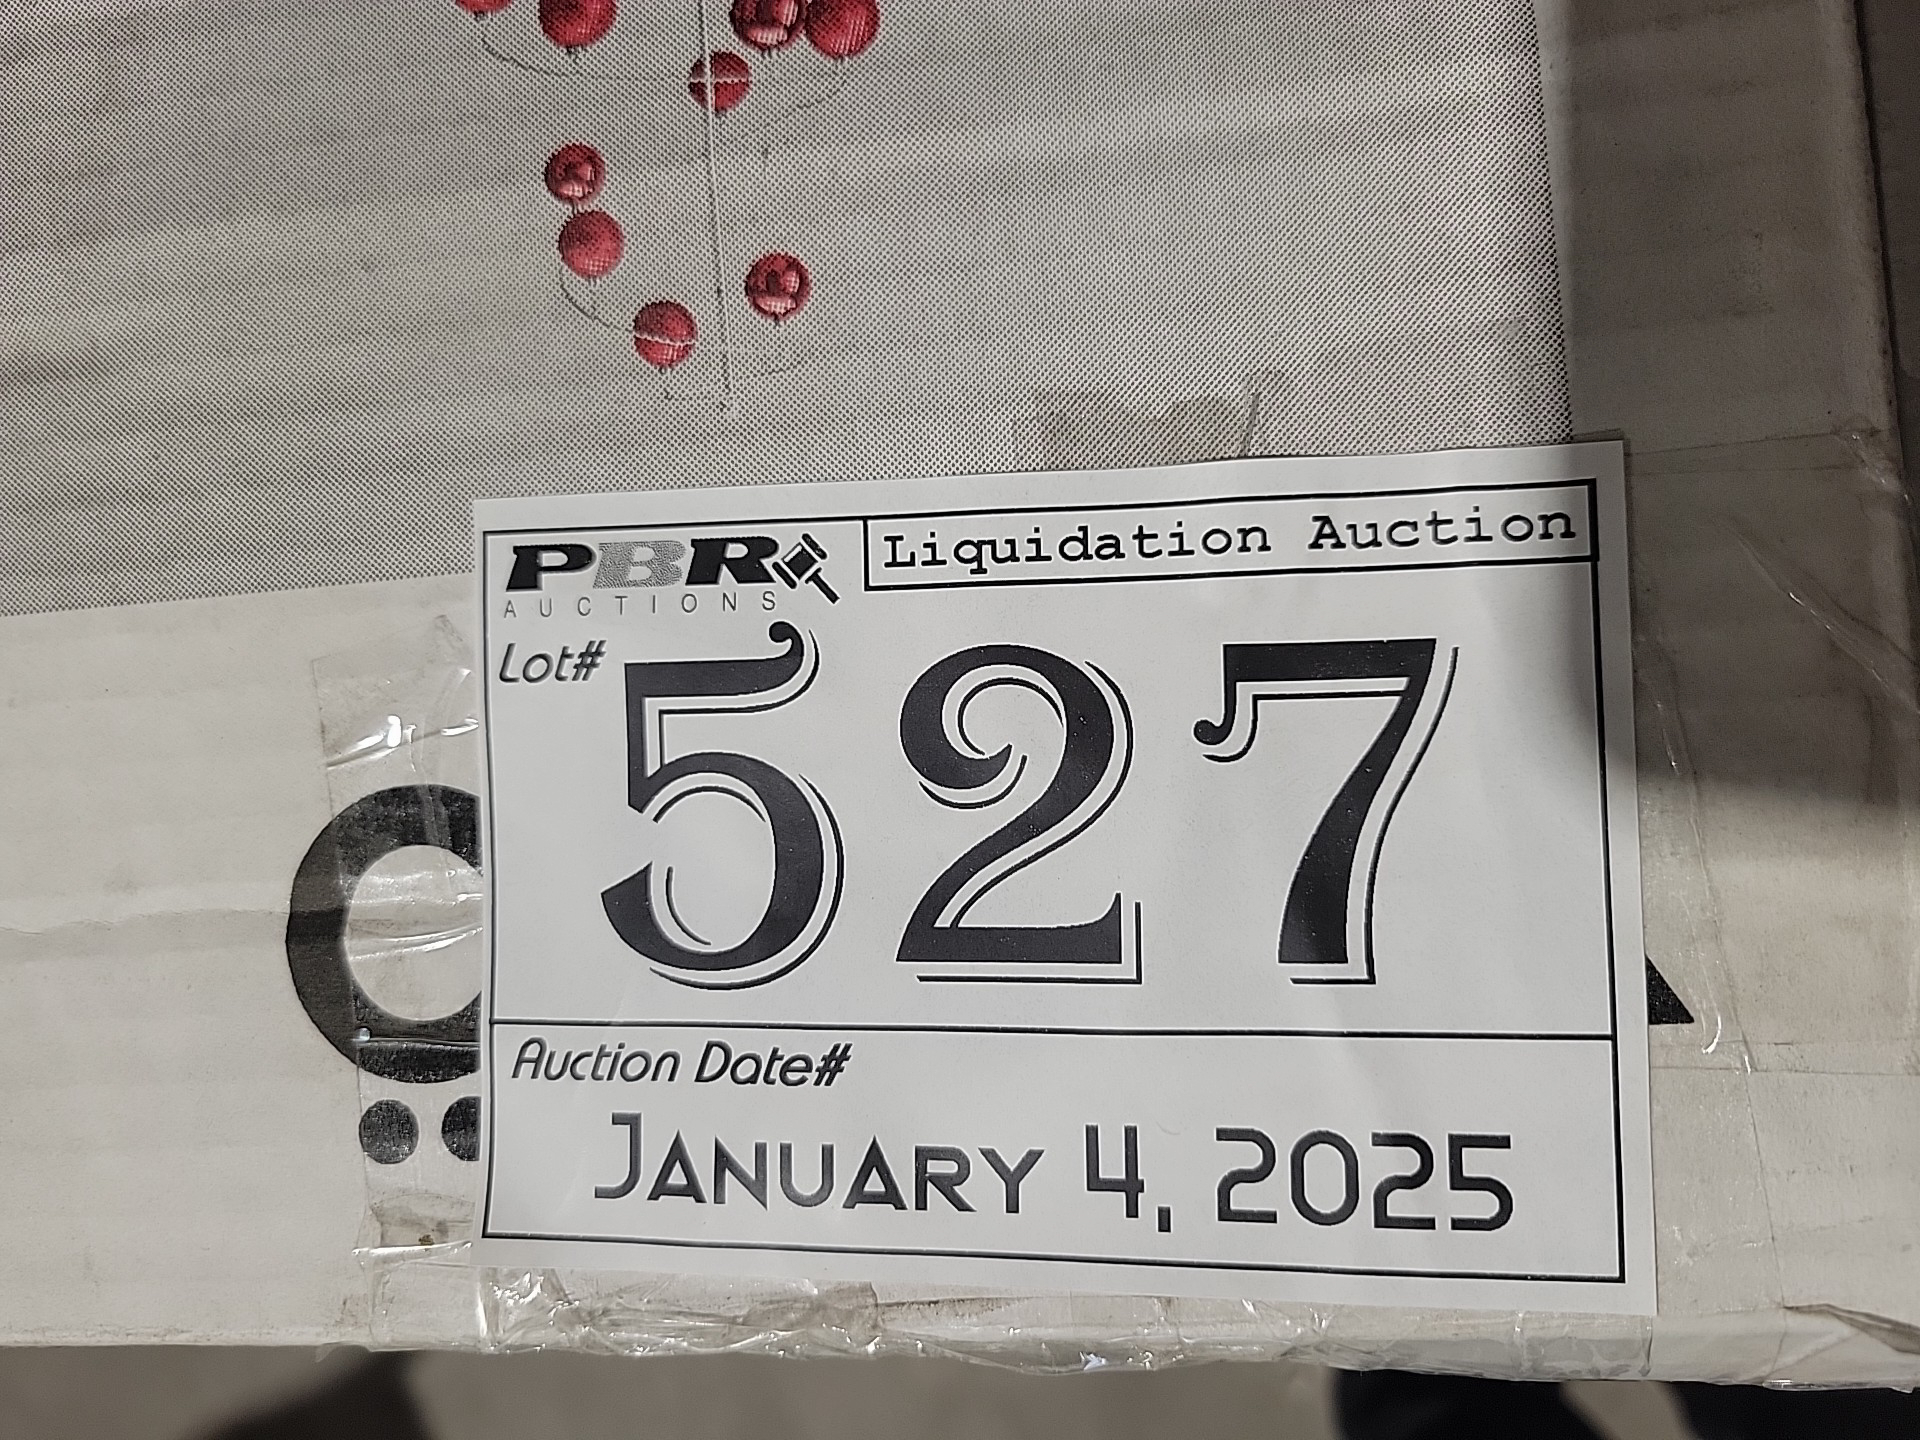 PBR
AUCTIONS
Liquidation Auction
Lot#
527
Auction Date#
January 4, 2025